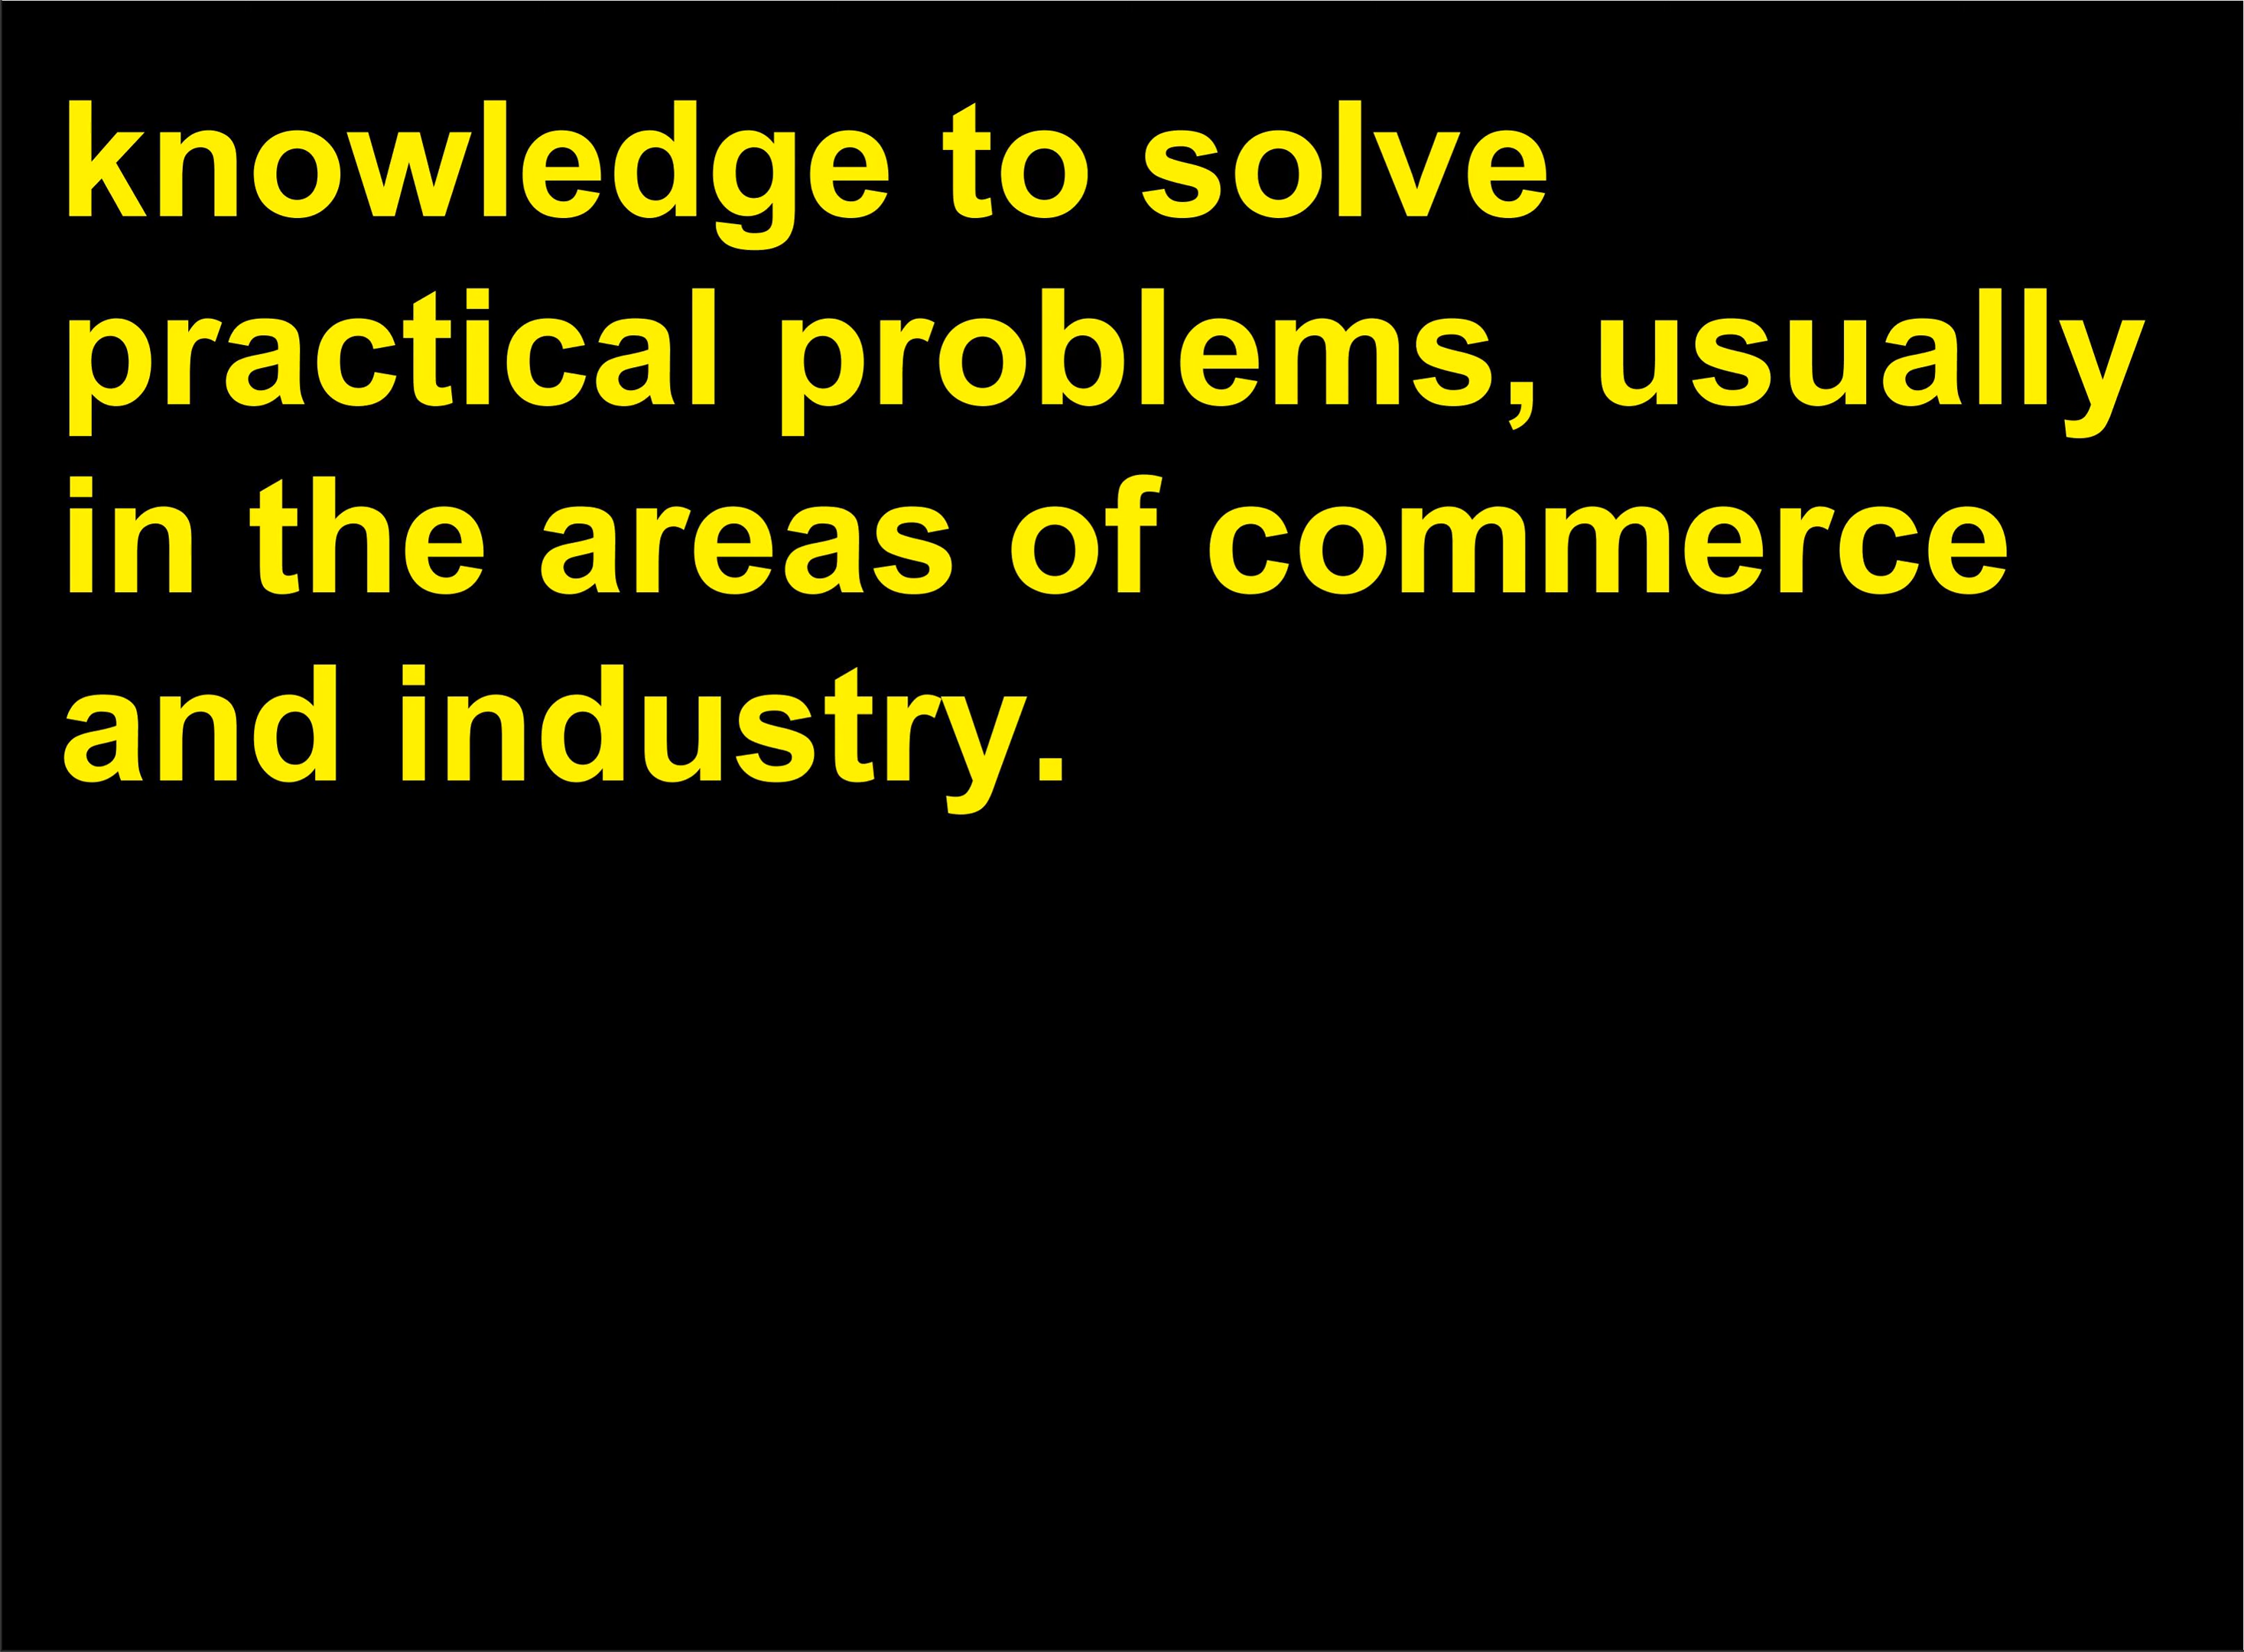 knowledge to solve
practical problems, usually
in the areas of commerce
and industry.